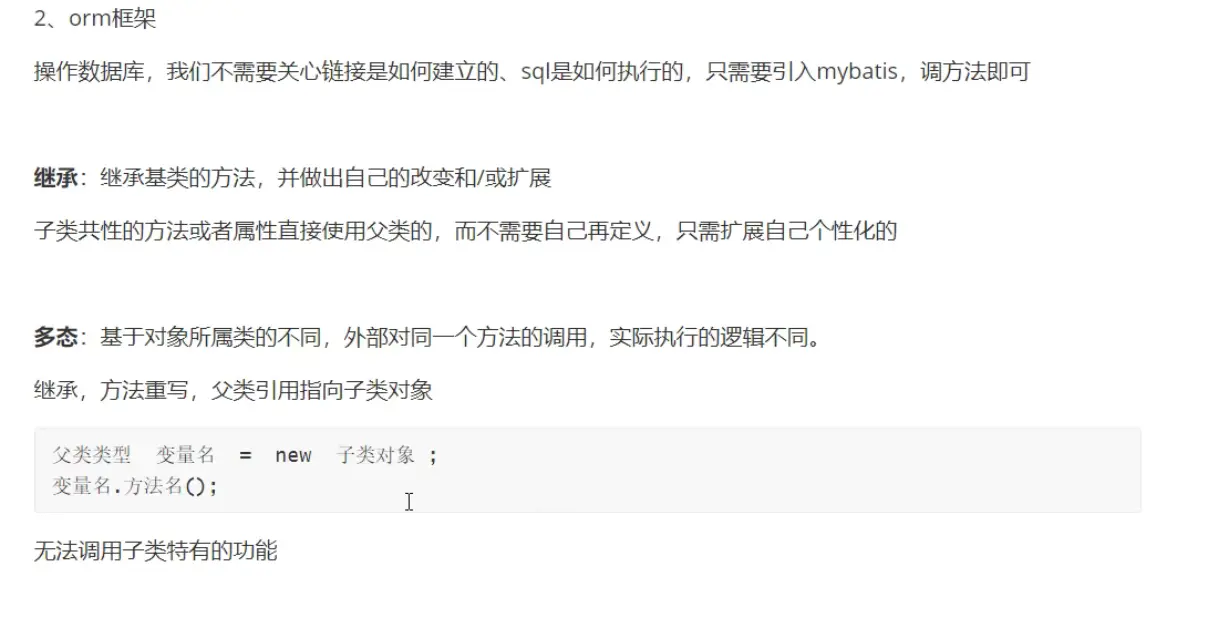 2、orm框架
操作数据库，我们不需要关心链接是如何建立的、sql是如何执行的，只需要引入mybatis，调方法即可
继承：继承基类的方法，并做出自己的改变和/或扩展
子类共性的方法或者属性直接使用父类的，而不需要自己再定义，只需扩展自己个性化的
多态：基于对象所属类的不同，外部对同一个方法的调用，实际执行的逻辑不同。
继承，方法重写，父类引用指向子类对象
父类类型 变量名 = new 子类对象 ;
变量名.方法名();
无法调用子类特有的功能